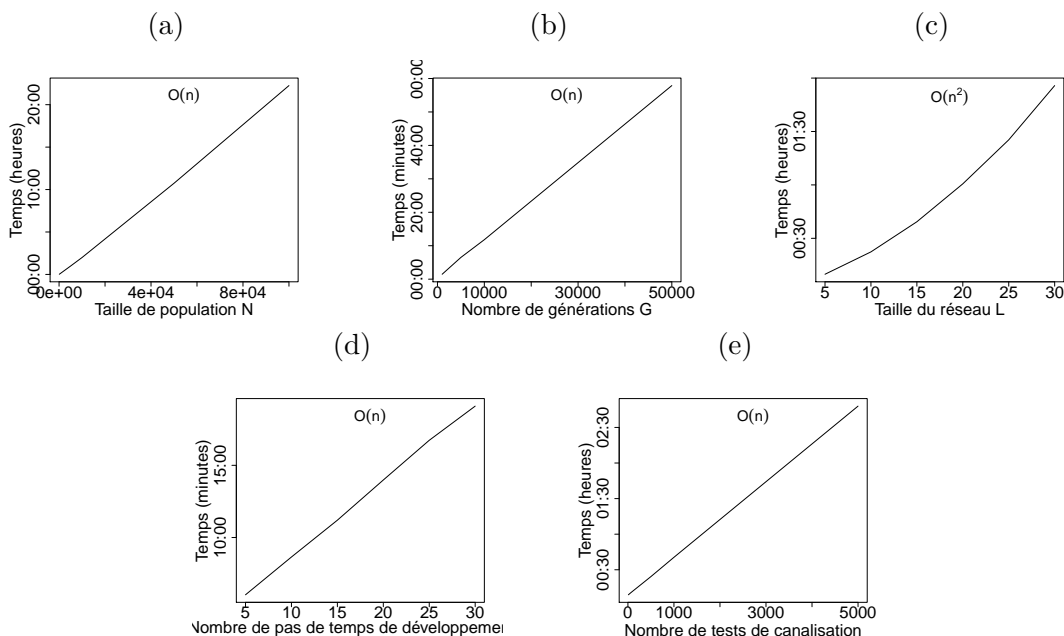 (a)
O(n)
Temps (heures)
00:00 10:00 20:00
0e+00 4e+04 8e+04
Taille de population N
(b)
O(n)
Temps (minutes)
00:00 20:00 40:00 00:00
10000 30000 50000
Nombre de générations G
(c)
O(n²)
Temps (heures)
00:30 01:30
5 10 15 20 25 30
Taille du réseau L
(d)
O(n)
Temps (minutes)
10:00 15:00
5 10 15 20 25 30
Nombre de pas de temps de développemen
(e)
O(n)
Temps (heures)
00:30 01:30 02:30
0 1000 3000 5000
Nombre de tests de canalisation